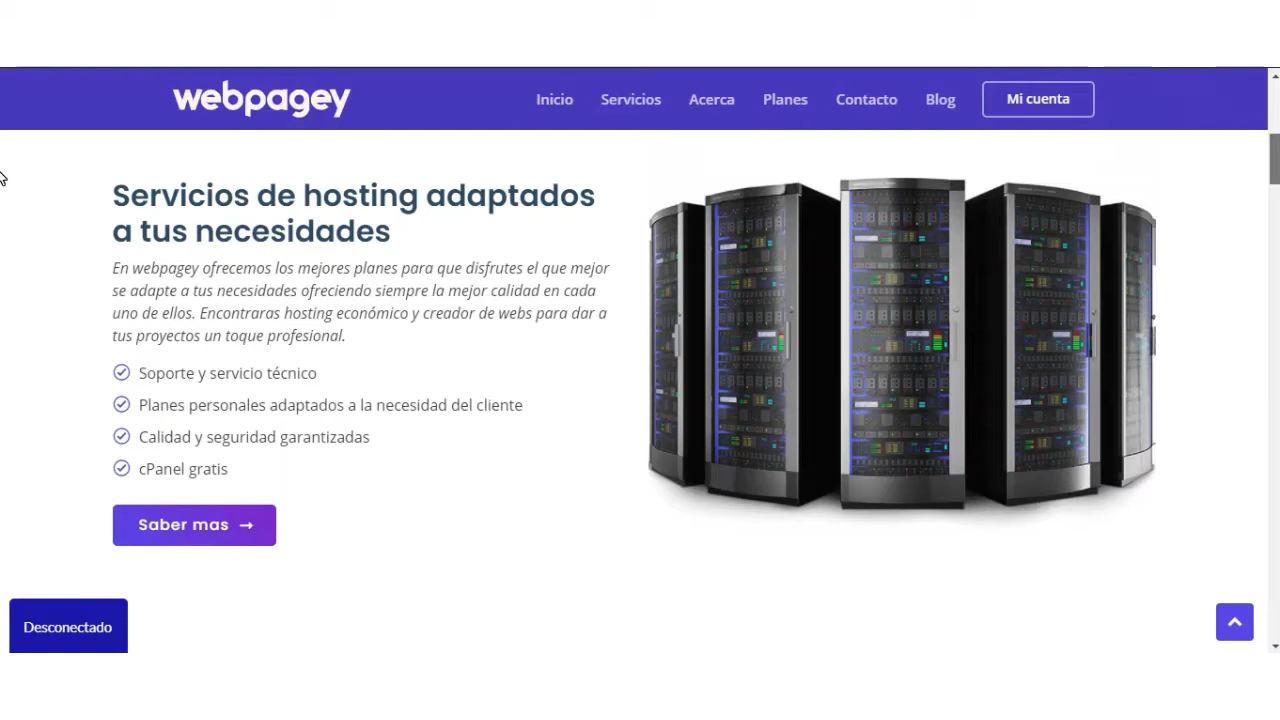 webpagey
Inicio Servicios Acerca Planes Contacto Blog Mi cuenta
Servicios de hosting adaptados
a tus necesidades
En webpagey ofrecemos los mejores planes para que disfrutes el que mejor
se adapte a tus necesidades ofreciendo siempre la mejor calidad en cada
uno de ellos. Encontraras hosting económico y creador de webs para dar a
tus proyectos un toque profesional.
Soporte y servicio técnico
Planes personales adaptados a la necesidad del cliente
Calidad y seguridad garantizadas
cPanel gratis
Saber mas →
Desconectado